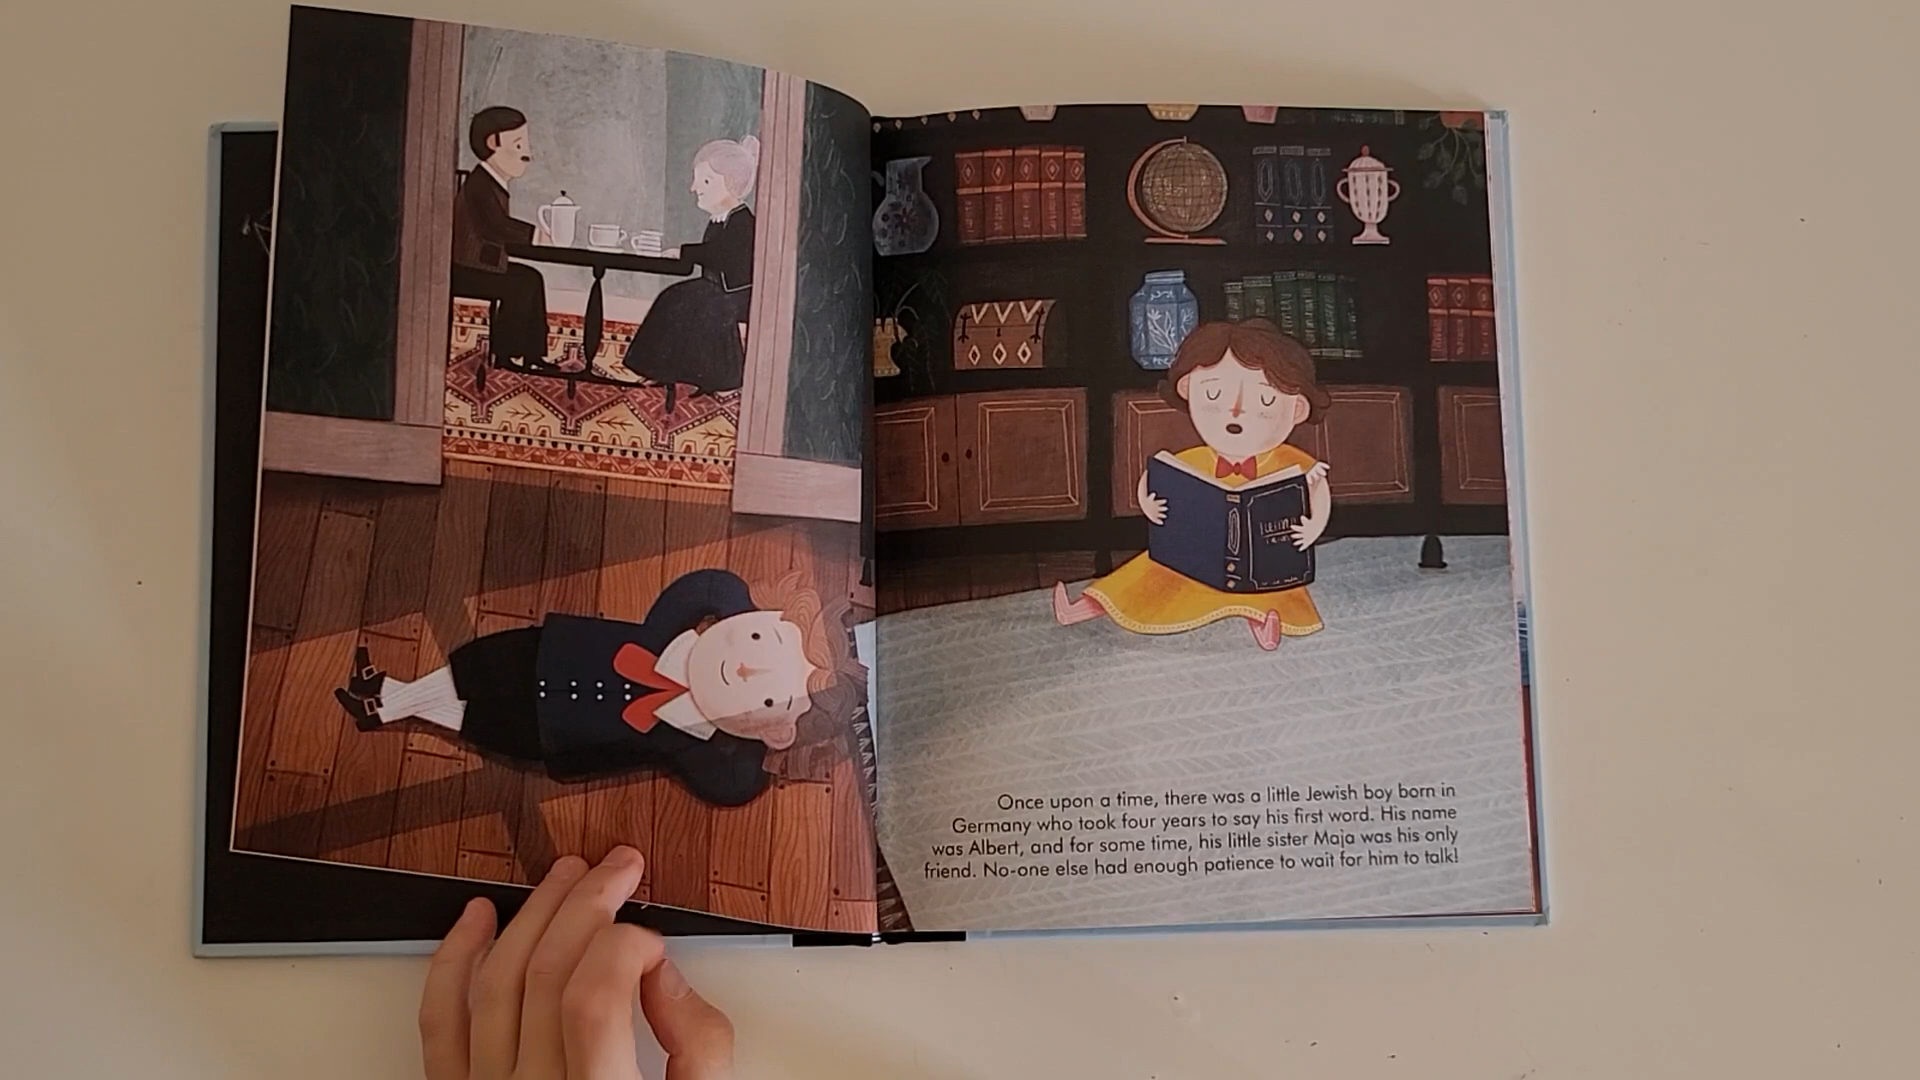 Once upon a time, there was a little Jewish boy born in
Germany who took four years to say his first word. His name
was Albert, and for some time, his little sister Maja was his only
friend. No-one else had enough patience to wait for him to talk!